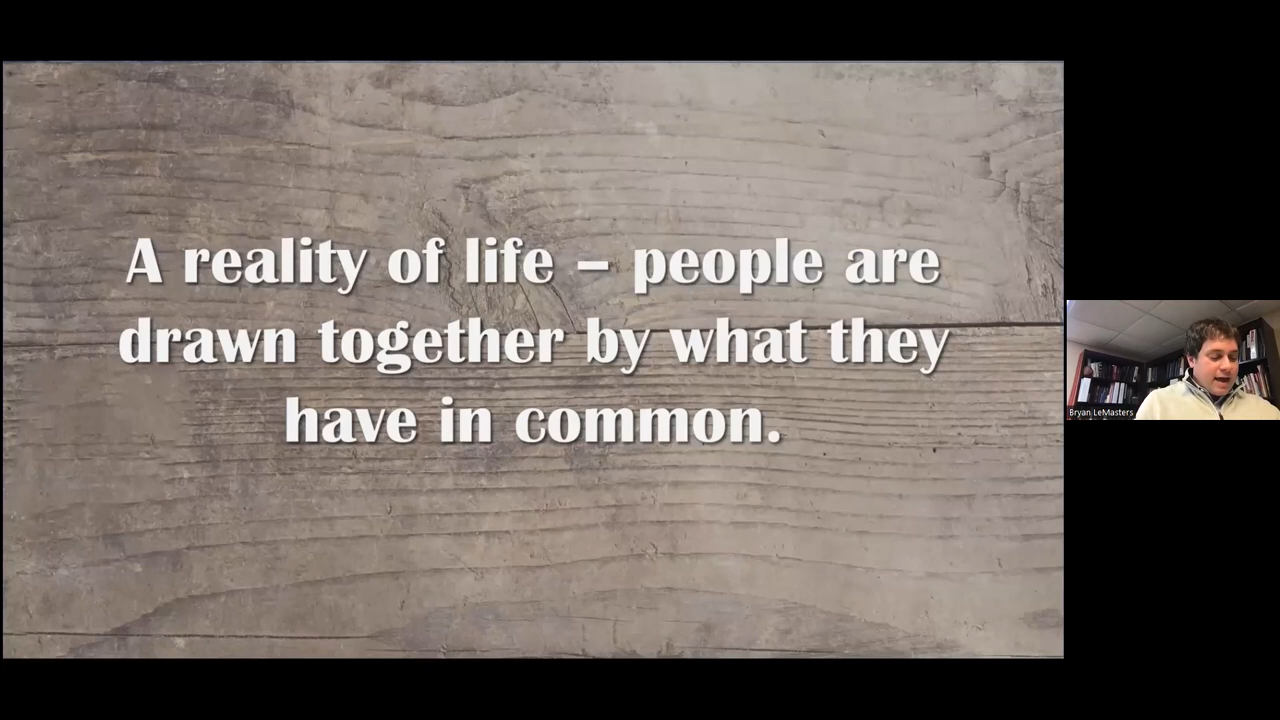 A reality of life – people are
drawn together by what they
have in common.
Bryan LeMasters